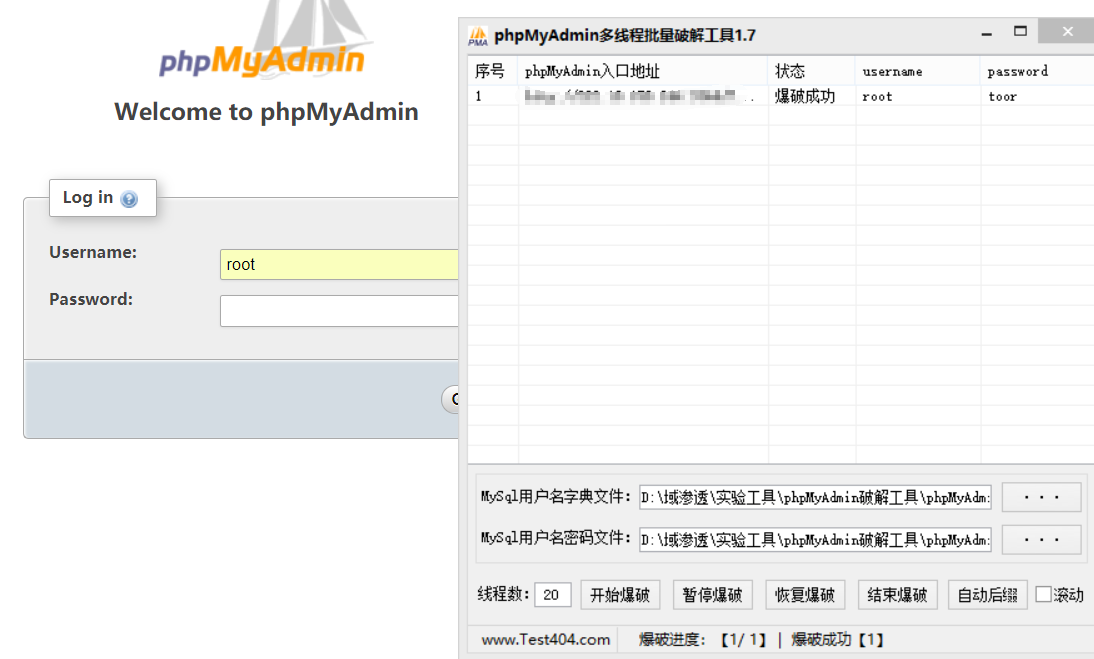 phpMyAdmin
Welcome to phpMyAdmin
Log in
Username:
root
Password:
PMA
phpMyAdmin多线程批量破解工具1.7
序号 phpMyAdmin入口地址 状态 username password
1 .. 爆破成功 root toor
MySql用户名字典文件: D:\域渗透\实验工具\phpMyAdmin破解工具\phpMyAdm: ...
MySql用户名密码文件: D:\域渗透\实验工具\phpMyAdmin破解工具\phpMyAdm: ...
线程数: 20 开始爆破 暂停爆破 恢复爆破 结束爆破 自动后缀 滚动
www.Test404.com 爆破进度: 【1/ 1】 | 爆破成功【1】